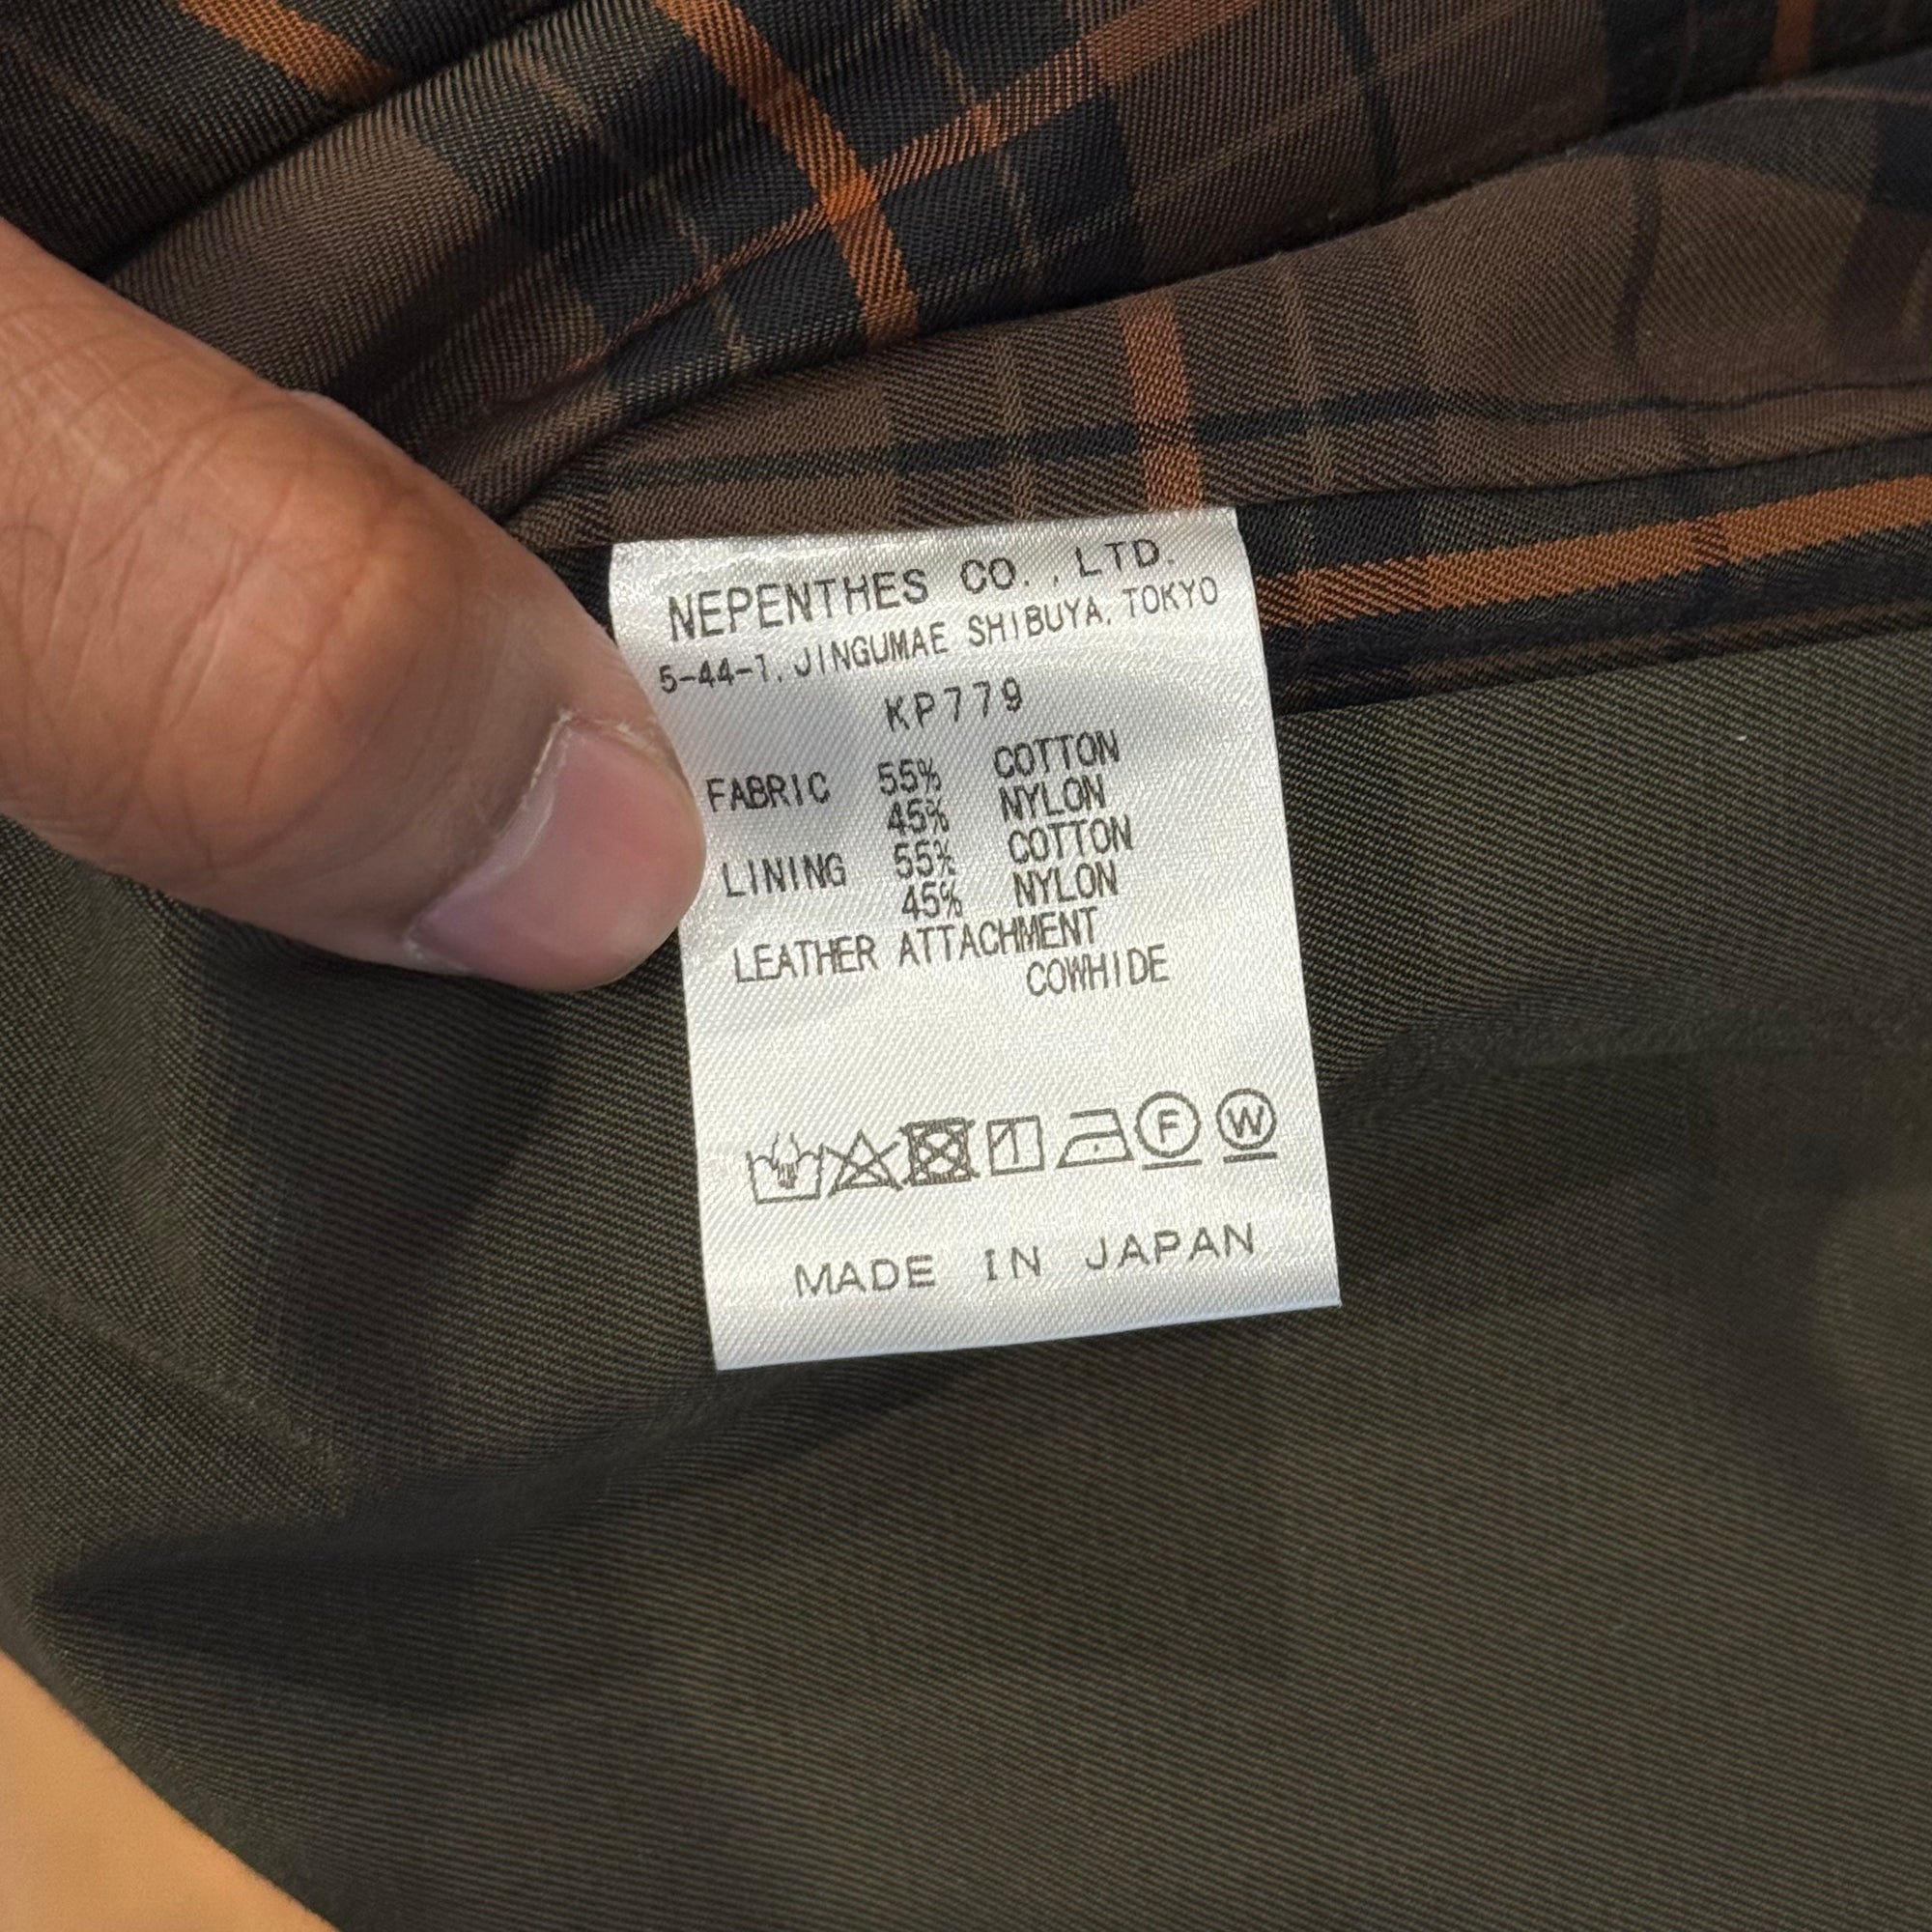 NEPENTHES CO.,LTD.
5-44-1, JINGUMAE SHIBUYA, TOKYO
KP779
FABRIC 55% COTTON
45% NYLON
LINING 55% COTTON
45% NYLON
LEATHER ATTACHMENT
COWHIDE
F W
MADE IN JAPAN